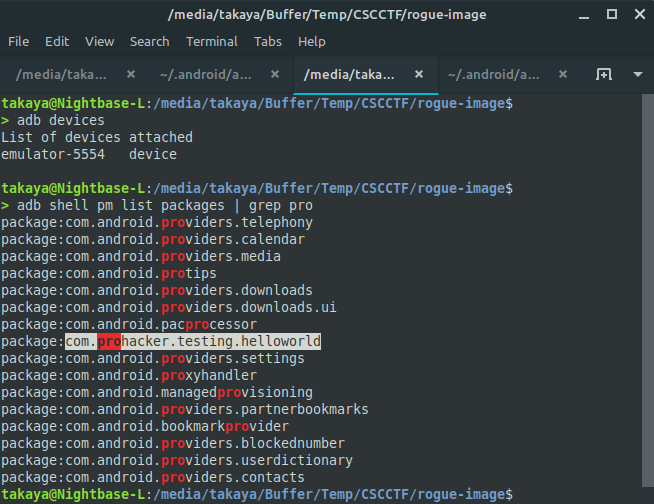 /media/takaya/Buffer/Temp/CSCCTF/rogue-image
File Edit View Search Terminal Tabs Help
/media/taka... × ~/.android/a... × /media/taka... × ~/.android/a... ×
takaya@Nightbase-L:/media/takaya/Buffer/Temp/CSCCTF/rogue-image$
> adb devices
List of devices attached
emulator-5554 device
takaya@Nightbase-L:/media/takaya/Buffer/Temp/CSCCTF/rogue-image$
> adb shell pm list packages | grep pro
package:com.android.providers.telephony
package:com.android.providers.calendar
package:com.android.providers.media
package:com.android.protips
package:com.android.providers.downloads
package:com.android.providers.downloads.ui
package:com.android.pacprocessor
package:com.prohacker.testing.helloworld
package:com.android.providers.settings
package:com.android.proxyhandler
package:com.android.managedprovisioning
package:com.android.providers.partnerbookmarks
package:com.android.bookmarkprovider
package:com.android.providers.blockednumber
package:com.android.providers.userdictionary
package:com.android.providers.contacts
takaya@Nightbase-L:/media/takaya/Buffer/Temp/CSCCTF/rogue-image$